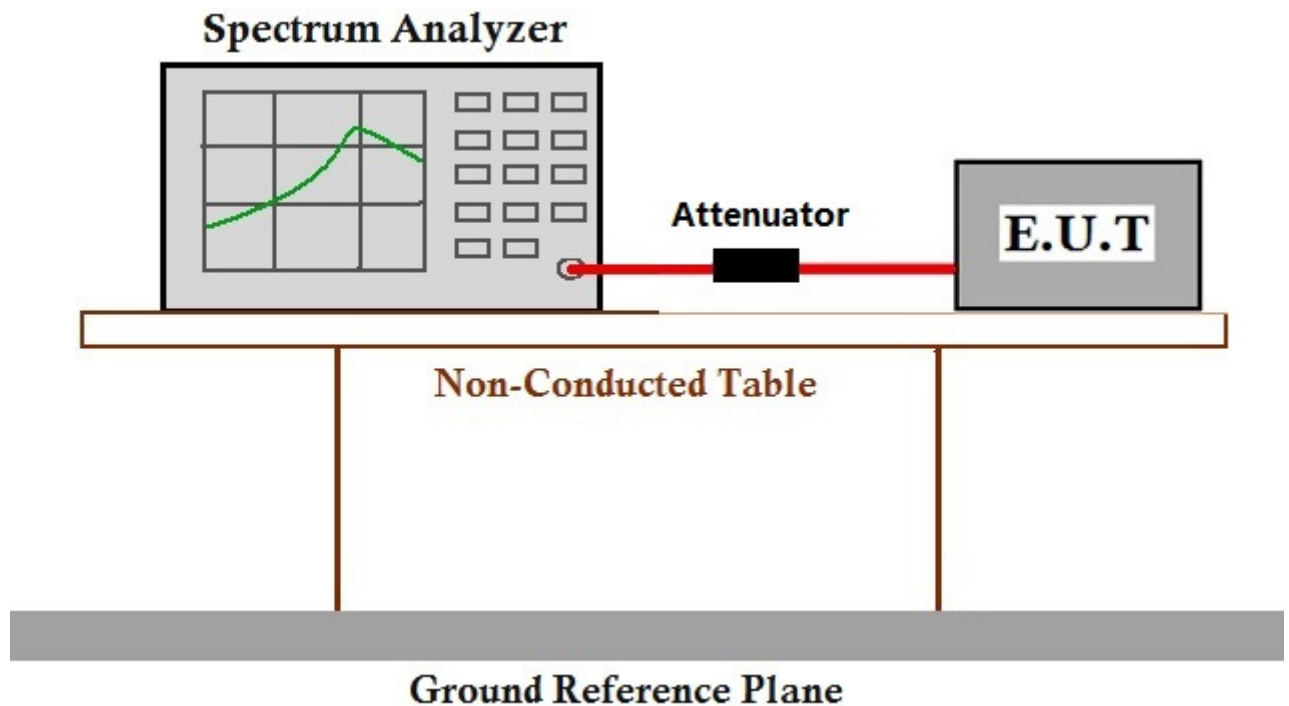 Spectrum Analyzer
Attenuator
E.U.T
Non-Conducted Table
Ground Reference Plane